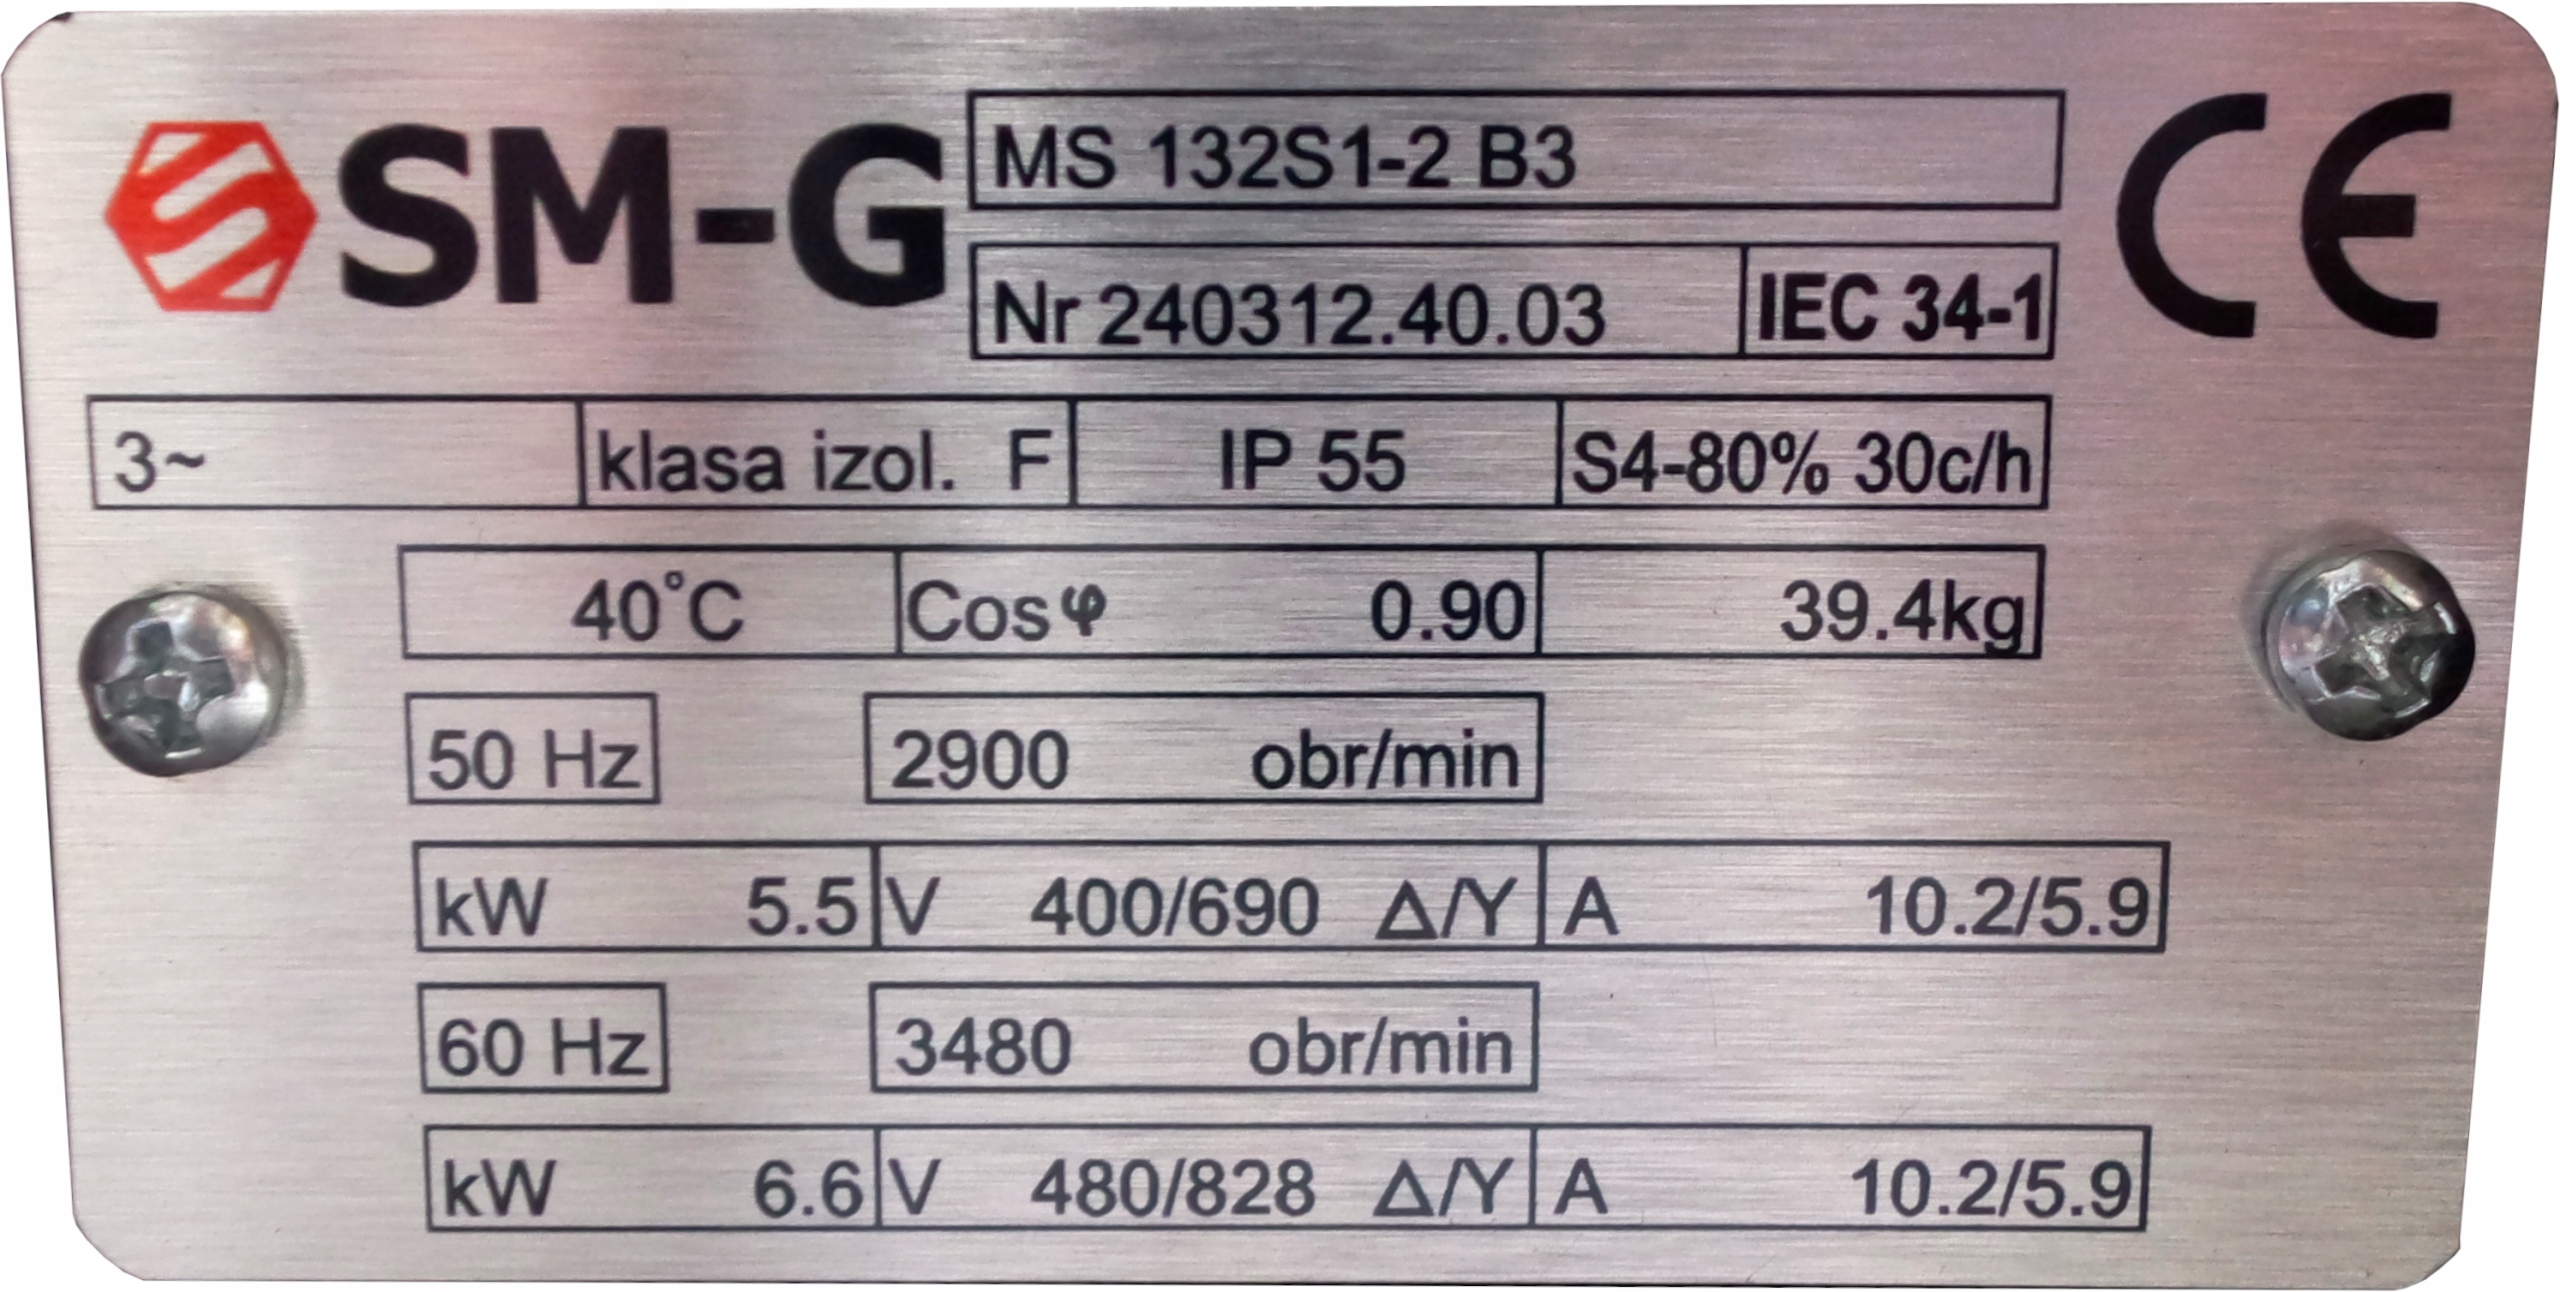 SM-G MS 132S1-2 B3 CE
Nr 240312.40.03 IEC 34-1
3~ klasa izol. F IP 55 S4-80% 30c/h
40°C Cos φ 0.90 39.4kg
50 Hz 2900 obr/min
kW 5.5 V 400/690 Δ/Y A 10.2/5.9
60 Hz 3480 obr/min
kW 6.6 V 480/828 Δ/Y A 10.2/5.9